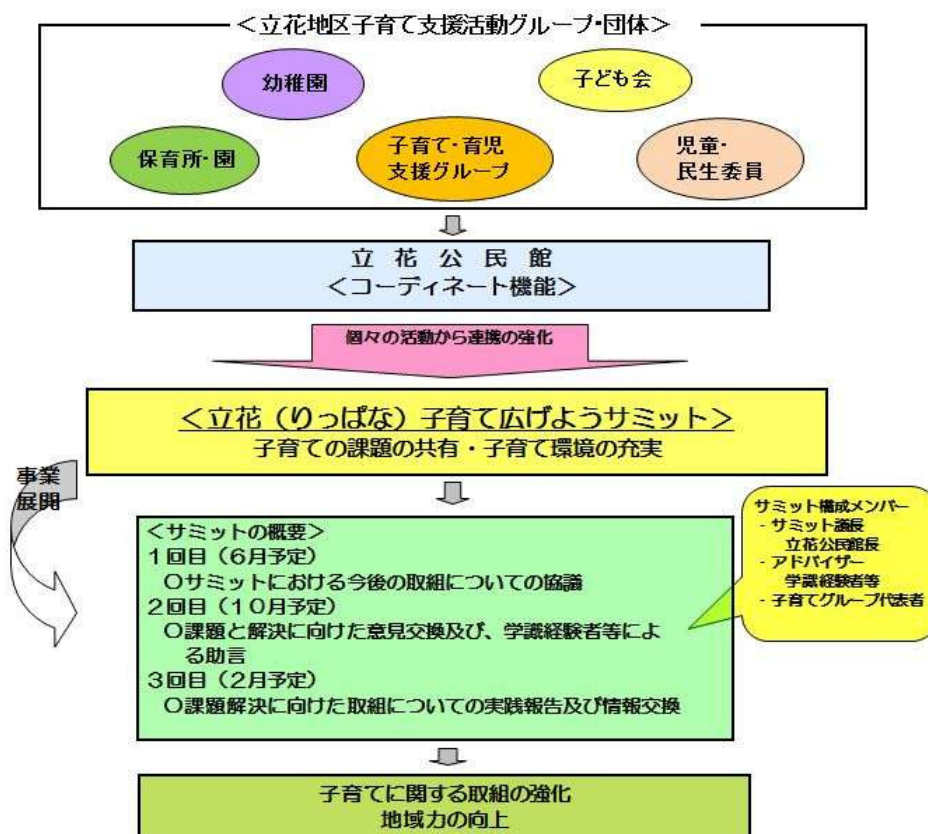 ＜立花地区子育て支援活動グループ・団体＞
幼稚園
子ども会
保育所・園
子育て・育児
支援グループ
児童・
民生委員
立花公民館
＜コーディネート機能＞
個々の活動から連携の強化
＜立花（りっぱな）子育て広げようサミット＞
子育ての課題の共有・子育て環境の充実
事業
展開
＜サミットの概要＞
１回目（６月予定）
○サミットにおける今後の取組についての協議
２回目（１０月予定）
○課題と解決に向けた意見交換及び、学識経験者等によ
る助言
３回目（２月予定）
○課題解決に向けた取組についての実践報告及び情報交換
サミット構成メンバー
・サミット議長
立花公民館長
・アドバイザー
学識経験者等
・子育てグループ代表者
子育てに関する取組の強化
地域力の向上